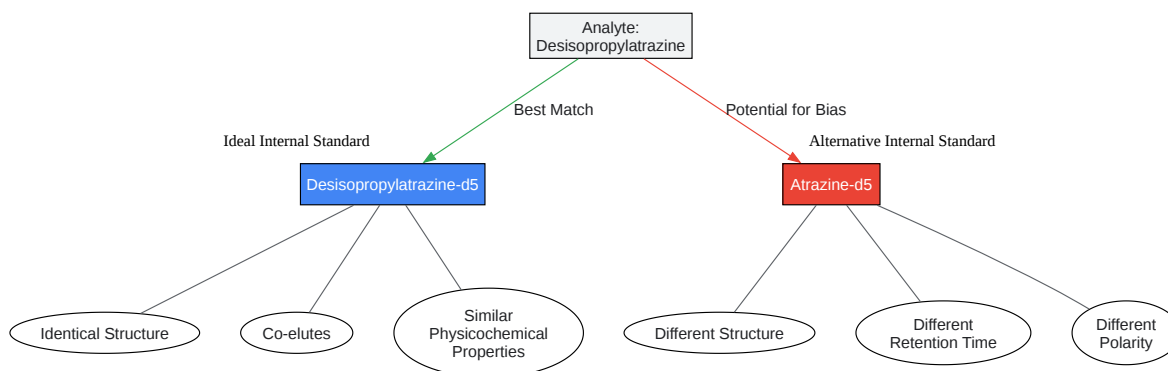 Analyte:
Desisopropylatrazine
Best Match
Potential for Bias
Ideal Internal Standard
Alternative Internal Standard
Desisopropylatrazine-d5
Atrazine-d5
Identical Structure
Co-elutes
Similar
Physicochemical
Properties
Different Structure
Different
Retention Time
Different
Polarity